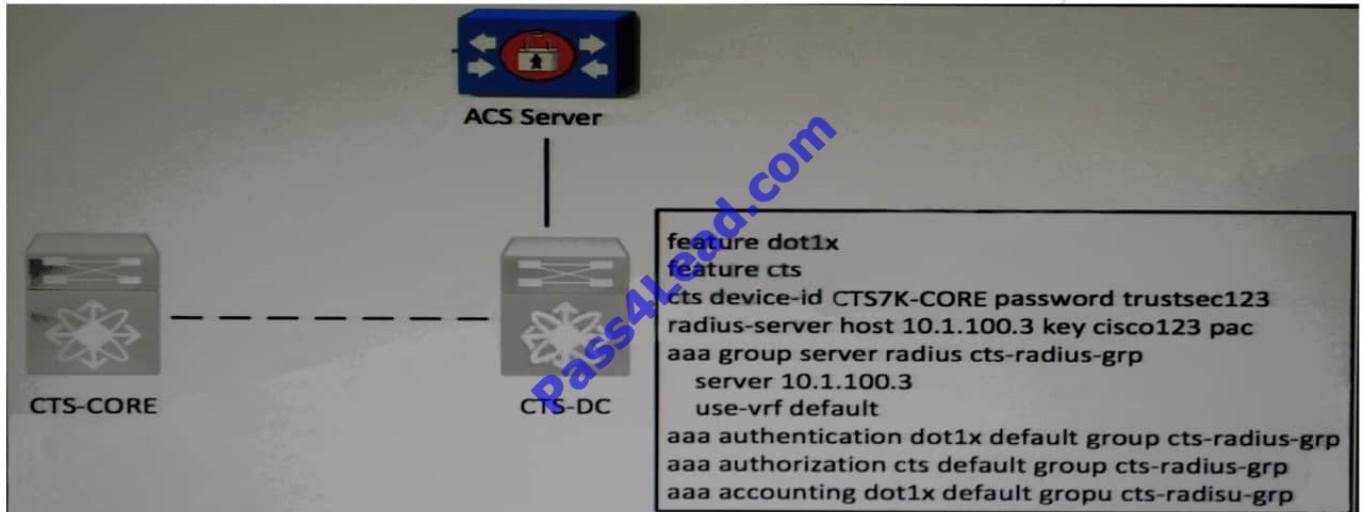 ACS Server
CTS-CORE
CTS-DC
feature dot1x
feature cts
cts device-id CTS7K-CORE password trustsec123
radius-server host 10.1.100.3 key cisco123 pac
aaa group server radius cts-radius-grp
server 10.1.100.3
use-vrf default
aaa authentication dot1x default group cts-radius-grp
aaa authorization cts default group cts-radius-grp
aaa accounting dot1x default gropu cts-radisu-grp
Pass4Lead.com